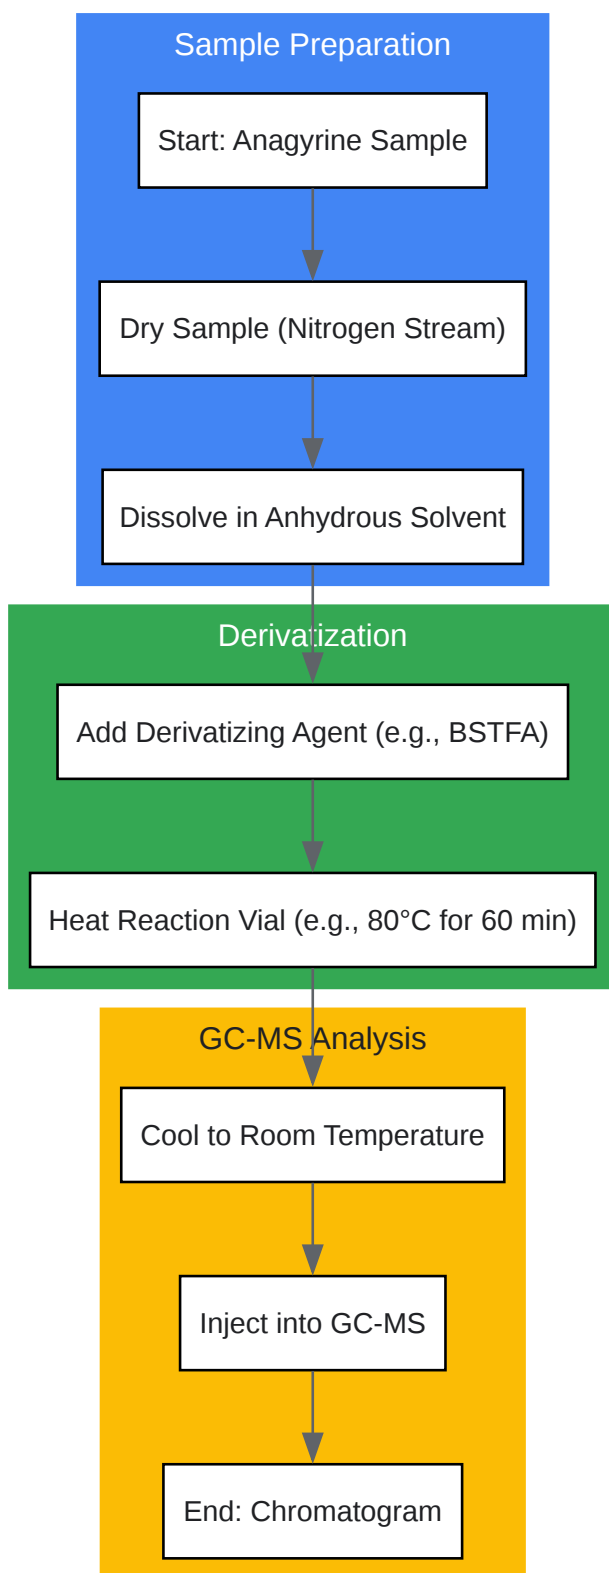 Sample Preparation
Start: Anagyrine Sample
Dry Sample (Nitrogen Stream)
Dissolve in Anhydrous Solvent
Derivatization
Add Derivatizing Agent (e.g., BSTFA)
Heat Reaction Vial (e.g., 80°C for 60 min)
GC-MS Analysis
Cool to Room Temperature
Inject into GC-MS
End: Chromatogram